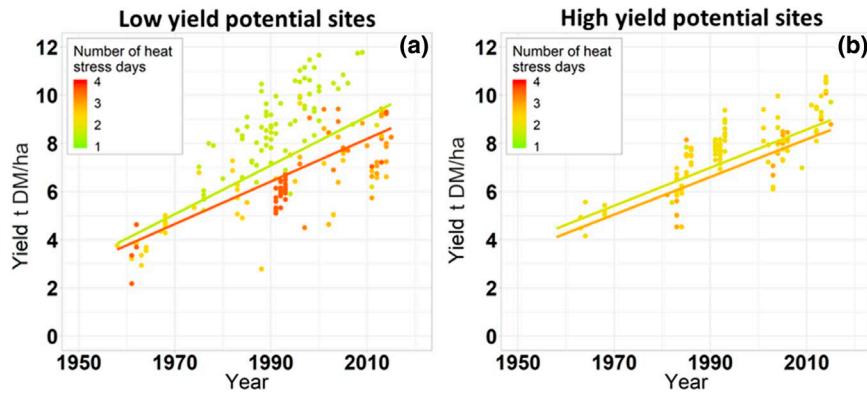 Low yield potential sites
(a)
Number of heat
stress days
4
3
2
1
12
10
8
6
4
2
0
Yield t DM/ha
1950
1970
1990
2010
Year
High yield potential sites
(b)
Number of heat
stress days
4
3
2
1
12
10
8
6
4
2
0
Yield t DM/ha
1950
1970
1990
2010
Year